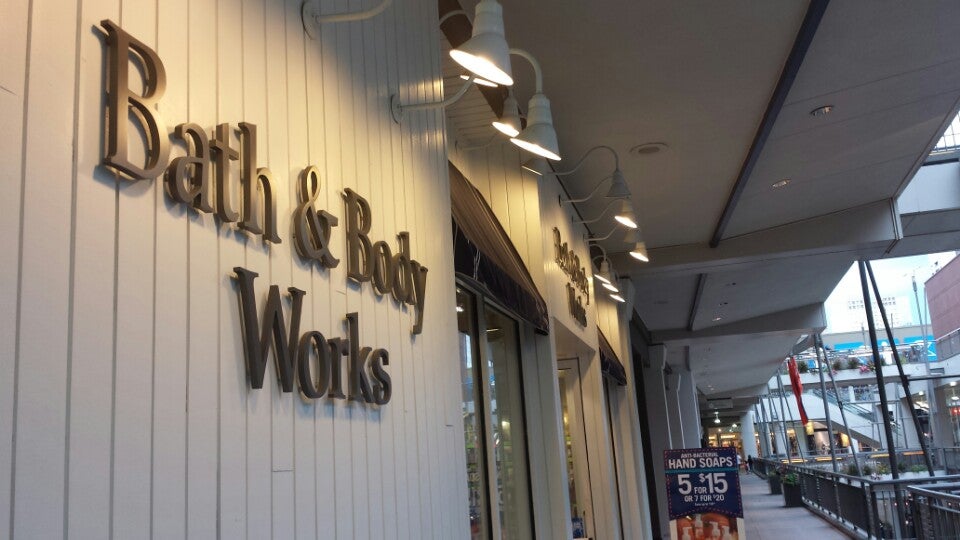 Bath & Body
Works
Bath & Body
Works
ANTI-BACTERIAL
HAND SOAPS
5 FOR $15
OR 7 FOR $20